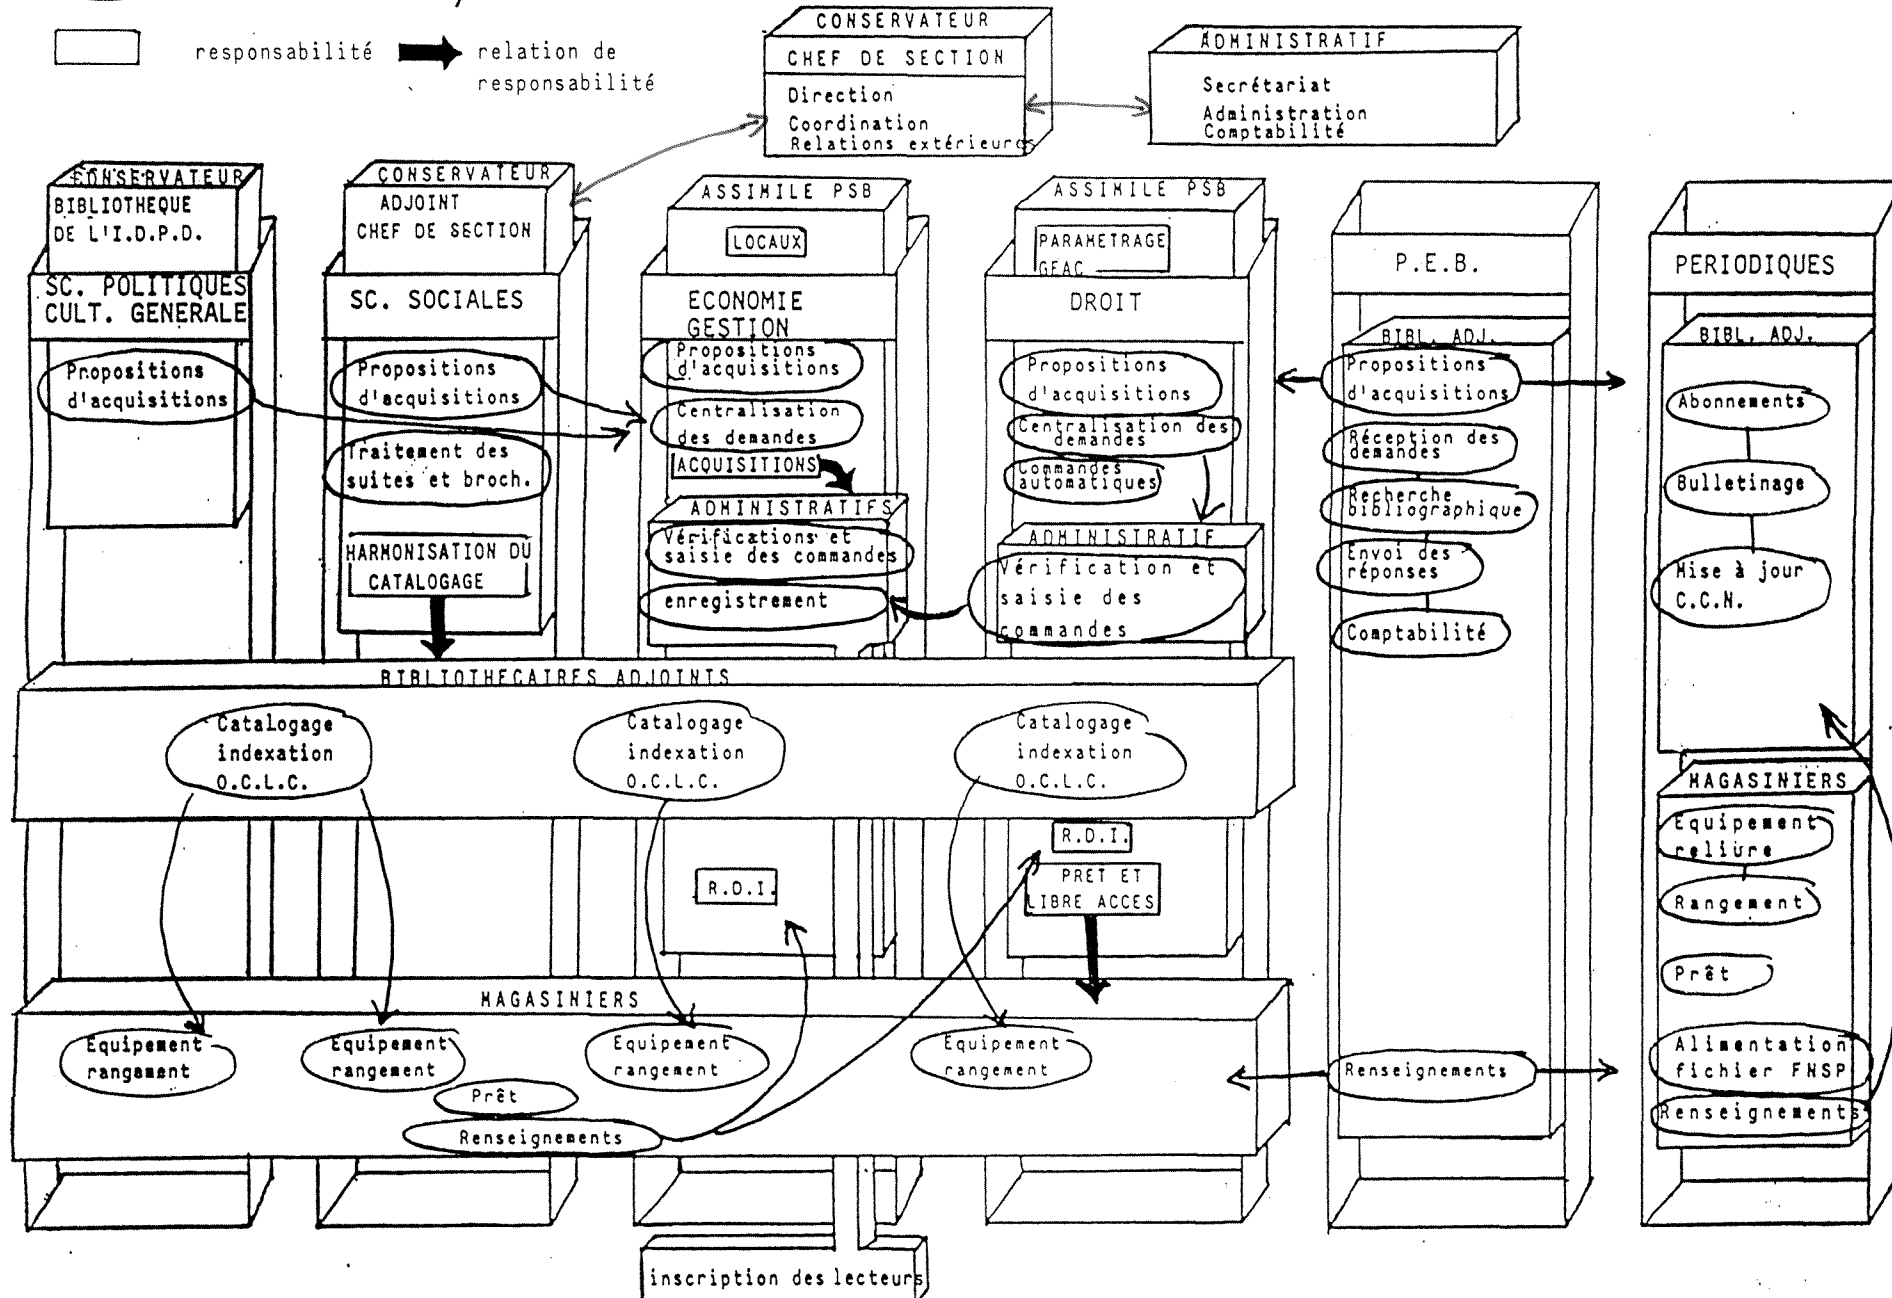 responsabilité
relation de
responsabilité
CONSERVATEUR
CHEF DE SECTION
Direction
Coordination
Relations extérieures
ADMINISTRATIF
Secrétariat
Administration
Comptabilité
CONSERVATEUR
BIBLIOTHEQUE
DE L'I.D.P.D.
SC. POLITIQUES
CULT. GENERALE
Propositions
d'acquisitions
CONSERVATEUR
ADJOINT
CHEF DE SECTION
SC. SOCIALES
Propositions
d'acquisitions
Traitement des
suites et broch.
HARMONISATION DU
CATALOGAGE
ASSIMILE PSB
LOCAUX
ECONOMIE
GESTION
Propositions
d'acquisitions
Centralisation
des demandes
ACQUISITIONS
ADMINISTRATIFS
Vérifications et
saisie des commandes
enregistrement
ASSIMILE PSB
PARAMETRAGE
GEAC
DROIT
Propositions
d'acquisitions
Centralisation des
demandes
Commandes
automatiques
ADMINISTRATIF
Vérification et
saisie des
commandes
P.E.B.
BIBL. ADJ.
Propositions
d'acquisitions
Réception des
demandes
Recherche
bibliographique
Envoi des
réponses
Comptabilité
Renseignements
PERIODIQUES
BIBL. ADJ.
Abonnements
Bulletinage
Mise à jour
C.C.N.
MAGASINIERS
Equipement
reliure
Rangement
Prêt
Alimentation
fichier FNSP
Renseignements
BIBLIOTHECAIRES ADJOINTS
Catalogage
indexation
O.C.L.C.
Catalogage
indexation
O.C.L.C.
Catalogage
indexation
O.C.L.C.
R.D.I.
R.D.I.
PRET ET
LIBRE ACCES
MAGASINIERS
Equipement
rangament
Equipement
rangement
Equipement
rangement
Equipement
rangement
Prêt
Renseignements
inscription des lecteurs